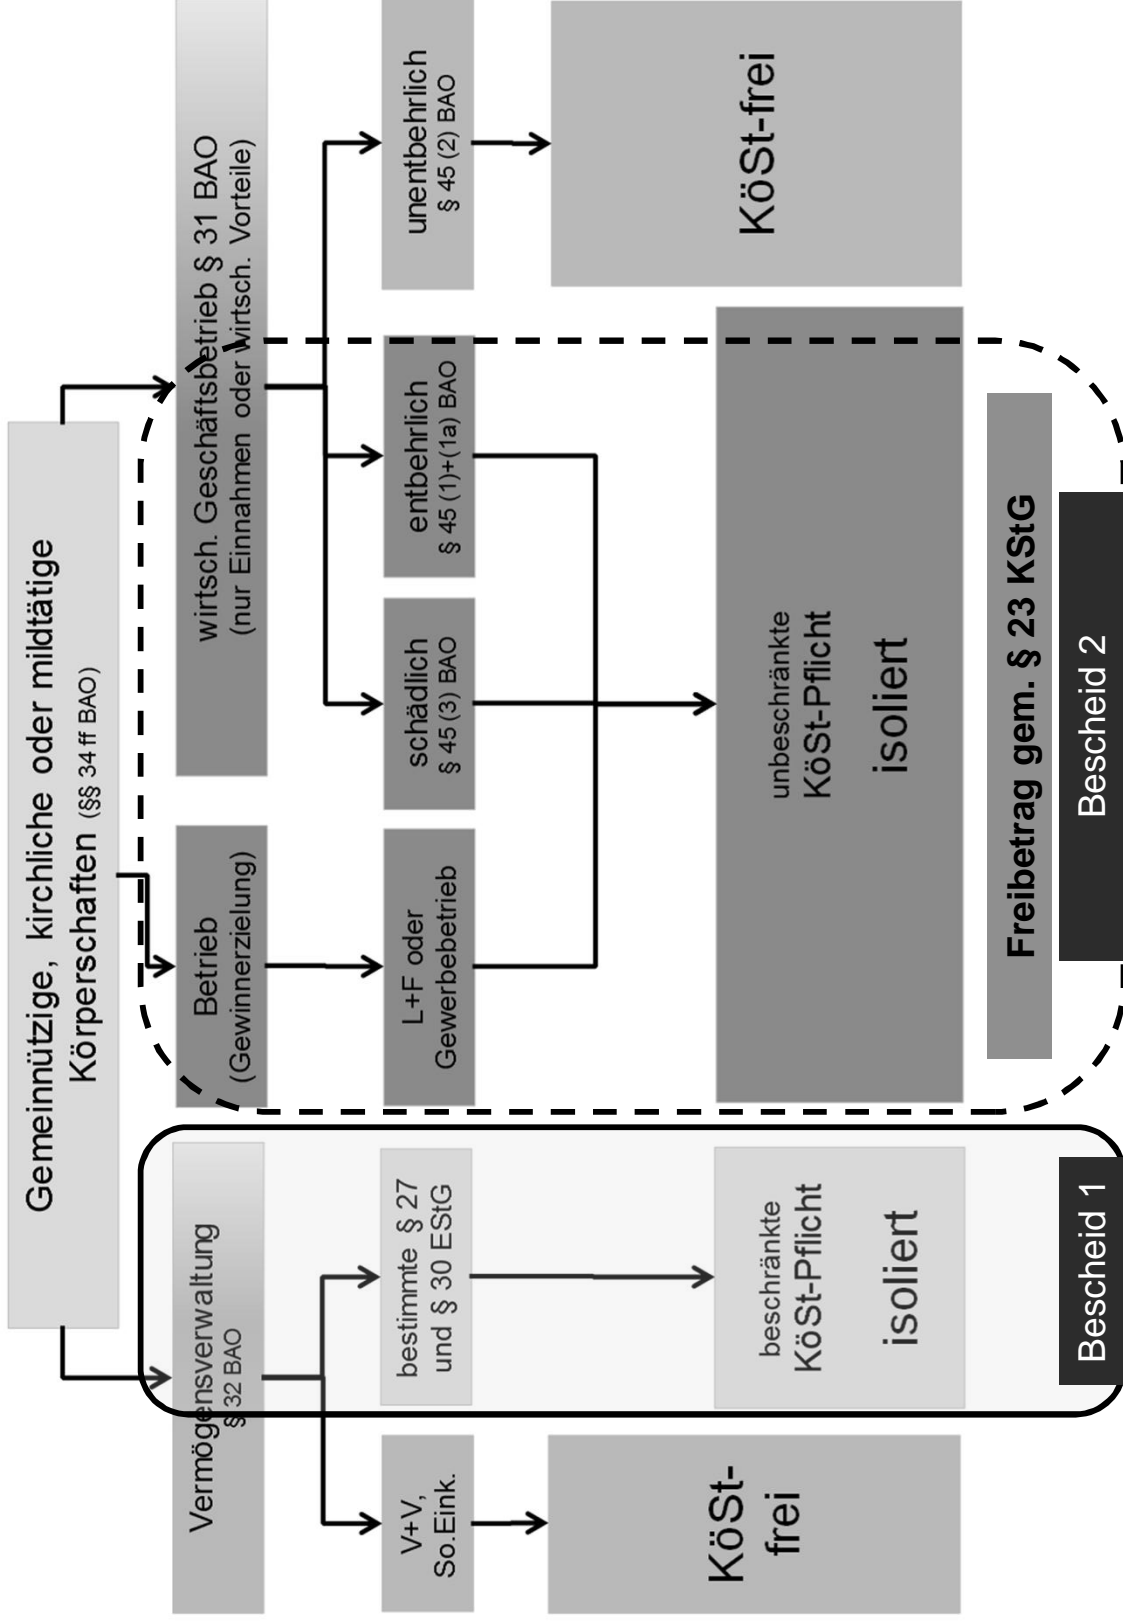 Gemeinnützige, kirchliche oder mildtätige
Körperschaften (§§ 34 ff BAO)
Vermögensverwaltung
§ 32 BAO
Betrieb
(Gewinnerzielung)
wirtsch. Geschäftsbetrieb § 31 BAO
(nur Einnahmen oder wirtsch. Vorteile)
V+V,
So.Eink.
bestimmte § 27
und § 30 EStG
L+F oder
Gewerbebetrieb
schädlich
§ 45 (3) BAO
entbehrlich
§ 45 (1)+(1a) BAO
unentbehrlich
§ 45 (2) BAO
KöSt-
frei
beschränkte
KöSt-Pflicht
isoliert
unbeschränkte
KöSt-Pflicht
isoliert
KöSt-frei
Freibetrag gem. § 23 KStG
Bescheid 1
Bescheid 2